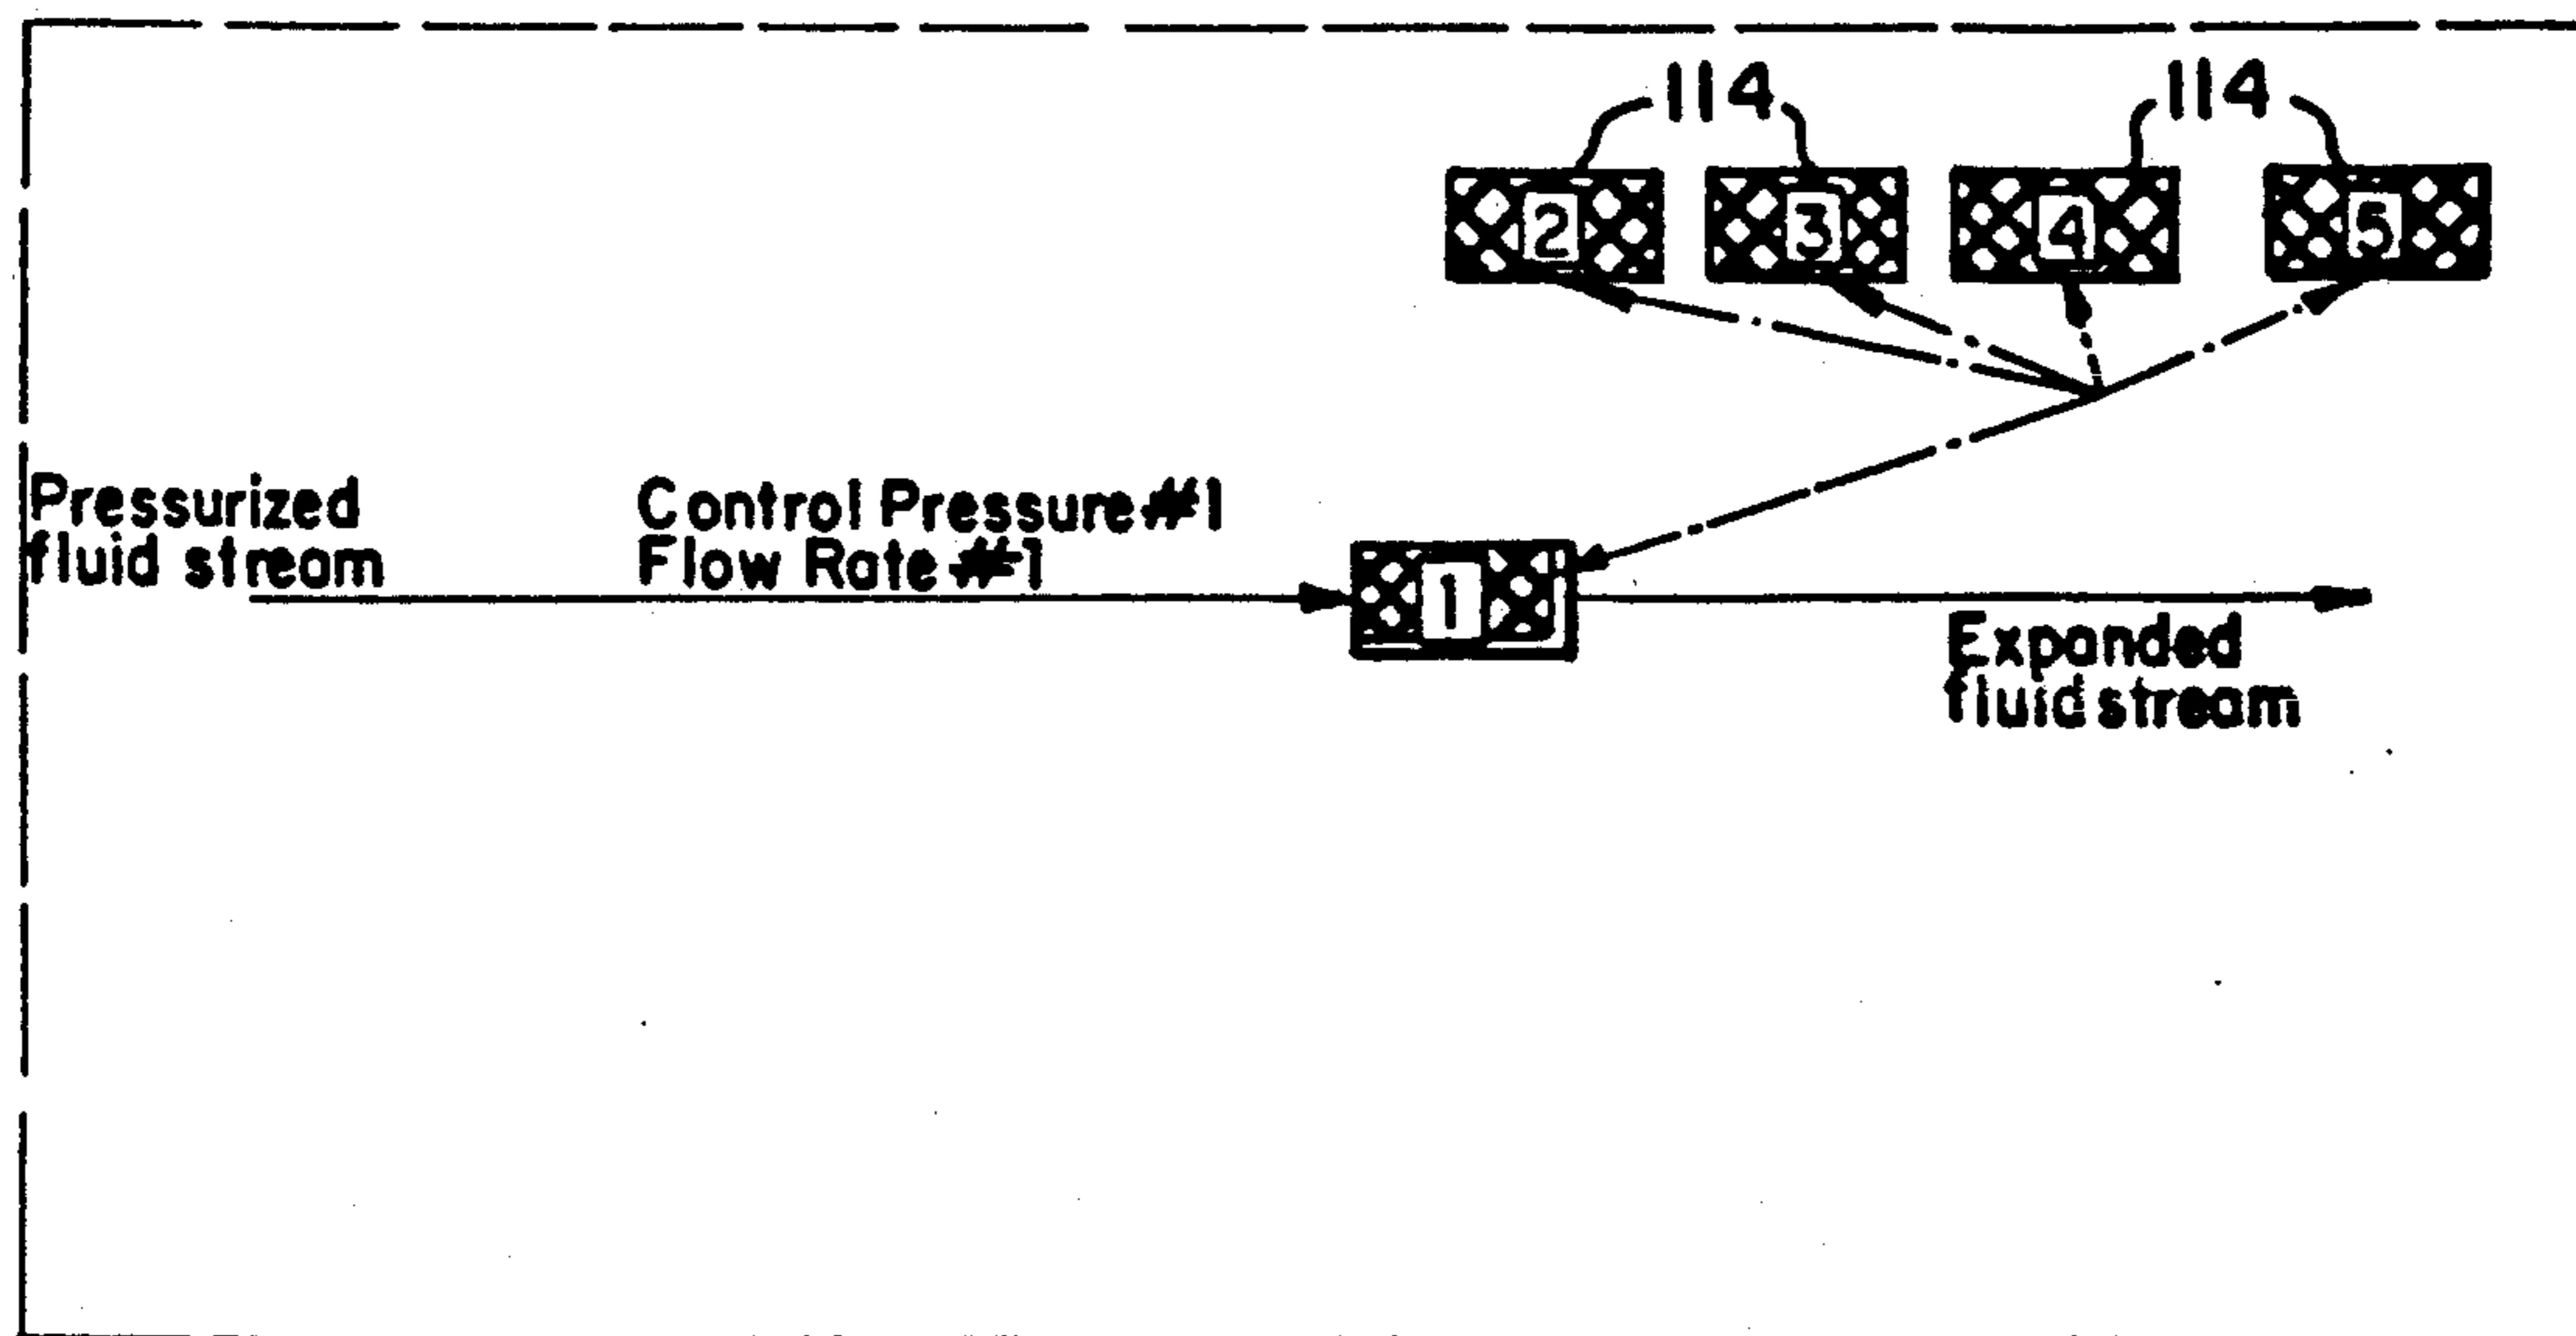 114 114
2 3 4 5
Pressurized
fluid stream
Control Pressure #1
Flow Rate #1
1
Expanded
fluid stream